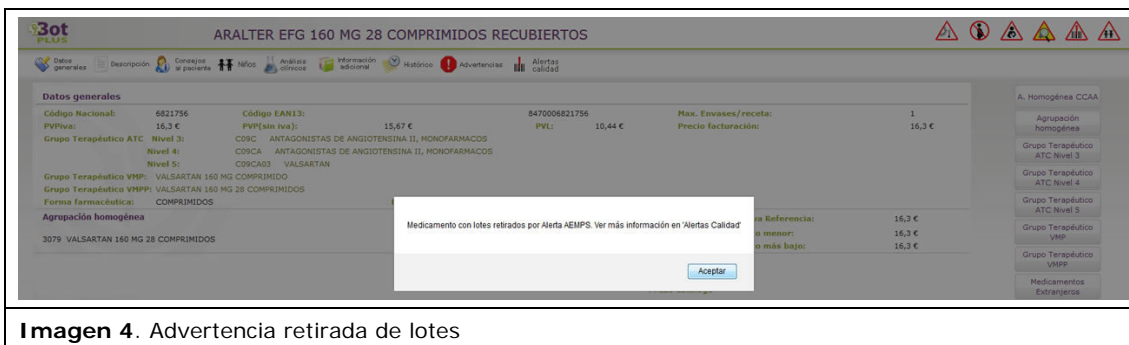 Bot PLUS
ARALTER EFG 160 MG 28 COMPRIMIDOS RECUBIERTOS
Datos generales Descripción Consejos al paciente Niños Análisis clínicos Información adicional Histórico Advertencias Alertas calidad
Datos generales
A. Homogénea CCAA
Código Nacional: 6821756 Código EAN13: 8470006821756 Max. Envases/receta: 1
PVPiva: 16,3 € PVP(sin iva): 15,67 € PVL: 10,44 € Precio facturación: 16,3 €
Agrupación homogénea
Grupo Terapéutico ATC Nivel 3: C09C ANTAGONISTAS DE ANGIOTENSINA II, MONOFARMACOS
Nivel 4: C09CA ANTAGONISTAS DE ANGIOTENSINA II, MONOFARMACOS
Grupo Terapéutico ATC Nivel 3
Nivel 5: C09CA03 VALSARTAN
Grupo Terapéutico VMP: VALSARTAN 160 MG COMPRIMIDO
Grupo Terapéutico ATC Nivel 4
Grupo Terapéutico VMPP: VALSARTAN 160 MG 28 COMPRIMIDOS
Forma farmacéutica: COMPRIMIDOS
Grupo Terapéutico ATC Nivel 5
Agrupación homogénea
Referencia: 16,3 €
Medicamento con lotes retirados por Alerta AEMPS. Ver más información en 'Alertas Calidad'
menor: 16,3 €
Grupo Terapéutico VMP
3079 VALSARTAN 160 MG 28 COMPRIMIDOS
más bajo: 16,3 €
Grupo Terapéutico VMPP
Aceptar
Medicamentos Extranjeros
Imagen 4. Advertencia retirada de lotes